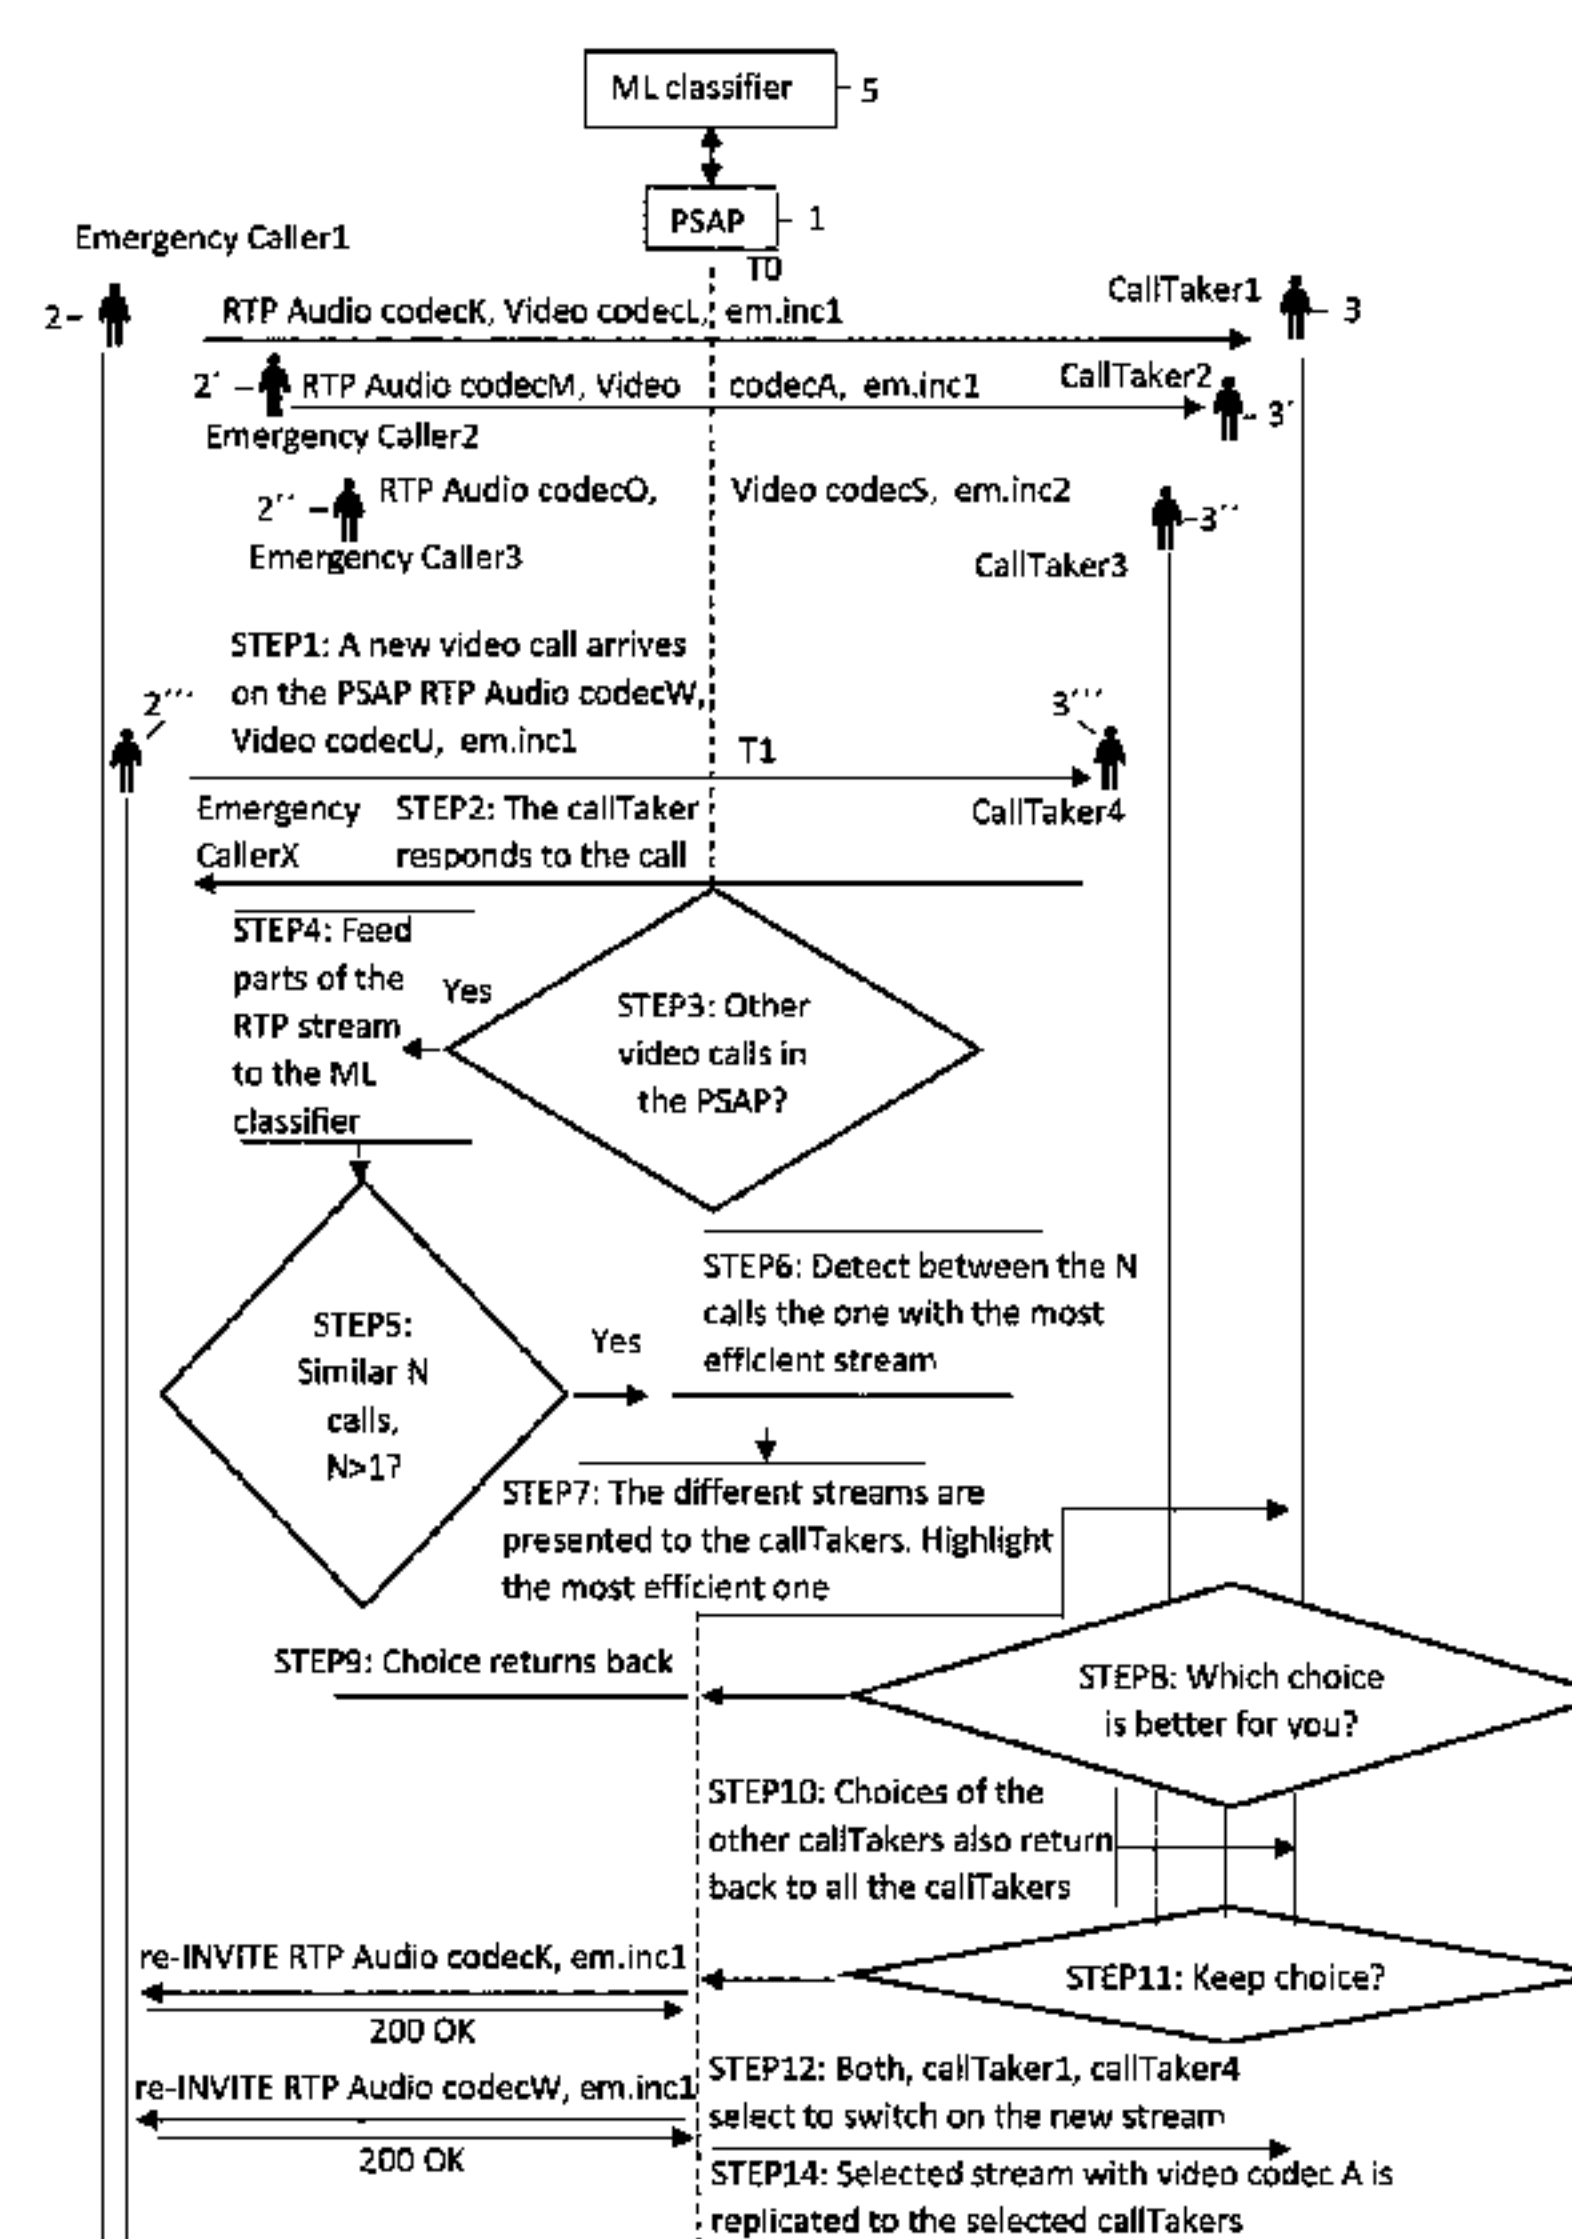 ML classifier
5
PSAP
1
T0
Emergency Caller1
2
RTP Audio codecK, Video codecL, em.inc1
CallTaker1
3
2´
RTP Audio codecM, Video codecA, em.inc1
CallTaker2
3´
Emergency Caller2
2´´
RTP Audio codecO, Video codecS, em.inc2
3´´
Emergency Caller3
CallTaker3
STEP1: A new video call arrives
on the PSAP RTP Audio codecW,
Video codecU, em.inc1
2´´´
T1
3´´´
Emergency
CallerX
CallTaker4
STEP2: The callTaker
responds to the call
STEP3: Other
video calls in
the PSAP?
Yes
STEP4: Feed
parts of the
RTP stream
to the ML
classifier
STEP5:
Similar N
calls,
N>1?
Yes
STEP6: Detect between the N
calls the one with the most
efficient stream
STEP7: The different streams are
presented to the callTakers. Highlight
the most efficient one
STEP8: Which choice
is better for you?
STEP9: Choice returns back
STEP10: Choices of the
other callTakers also return
back to all the callTakers
STEP11: Keep choice?
re-INVITE RTP Audio codecK, em.inc1
200 OK
STEP12: Both, callTaker1, callTaker4
select to switch on the new stream
re-INVITE RTP Audio codecW, em.inc1
200 OK
STEP14: Selected stream with video codec A is
replicated to the selected callTakers